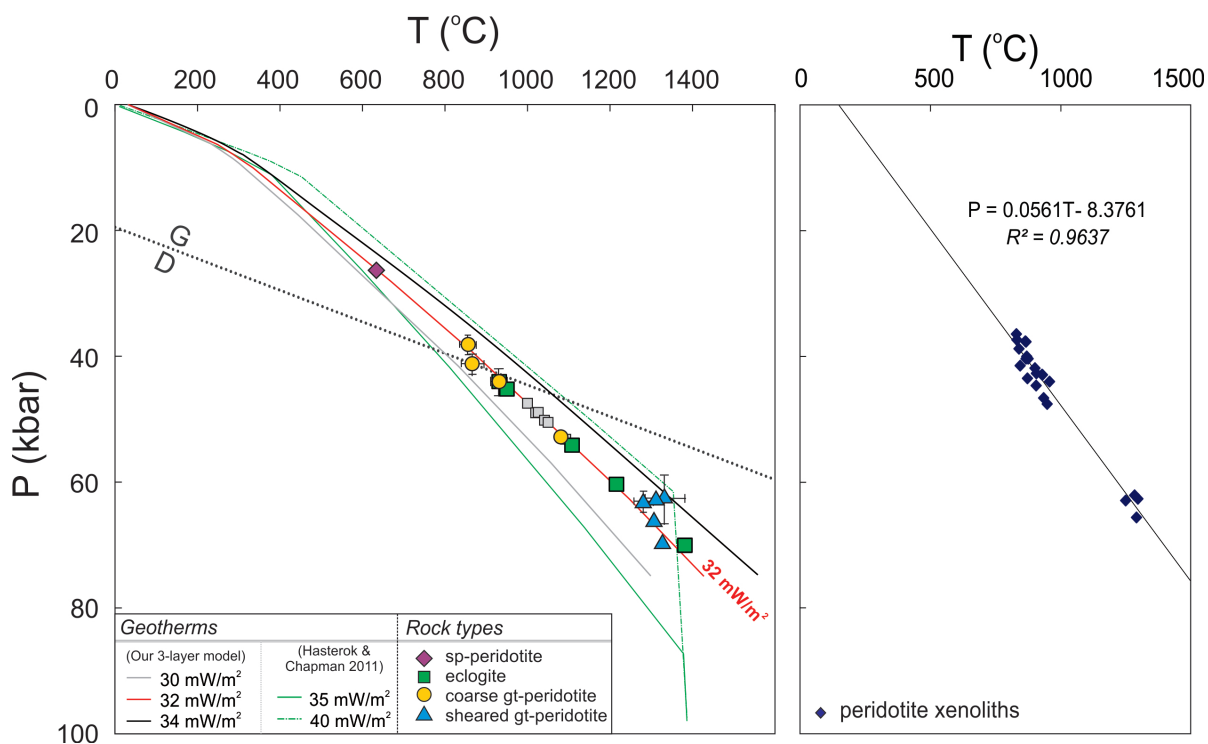 T (°C)
0 200 400 600 800 1000 1200 1400
0
20
40
60
80
100
P (kbar)
G
D
32 mW/m²
Geotherms
(Our 3-layer model)
30 mW/m²
32 mW/m²
34 mW/m²
(Hasterok &
Chapman 2011)
35 mW/m²
40 mW/m²
Rock types
sp-peridotite
eclogite
coarse gt-peridotite
sheared gt-peridotite
T (°C)
0 500 1000 1500
P = 0.0561T- 8.3761
R² = 0.9637
peridotite xenoliths